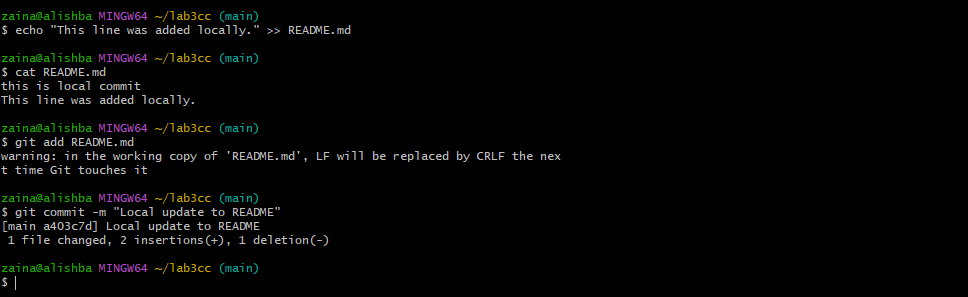 zaina@alishba MINGW64 ~/lab3cc (main)
$ echo "This line was added locally." >> README.md
zaina@alishba MINGW64 ~/lab3cc (main)
$ cat README.md
this is local commit
This line was added locally.
zaina@alishba MINGW64 ~/lab3cc (main)
$ git add README.md
warning: in the working copy of 'README.md', LF will be replaced by CRLF the nex
t time Git touches it
zaina@alishba MINGW64 ~/lab3cc (main)
$ git commit -m "Local update to README"
[main a403c7d] Local update to README
 1 file changed, 2 insertions(+), 1 deletion(-)
zaina@alishba MINGW64 ~/lab3cc (main)
$